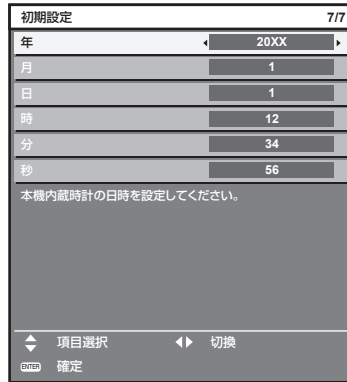 初期設定 7/7
年 20XX
月 1
日 1
時 12
分 34
秒 56
本機内蔵時計の日時を設定してください。
項目選択 切換
ENTER 確定